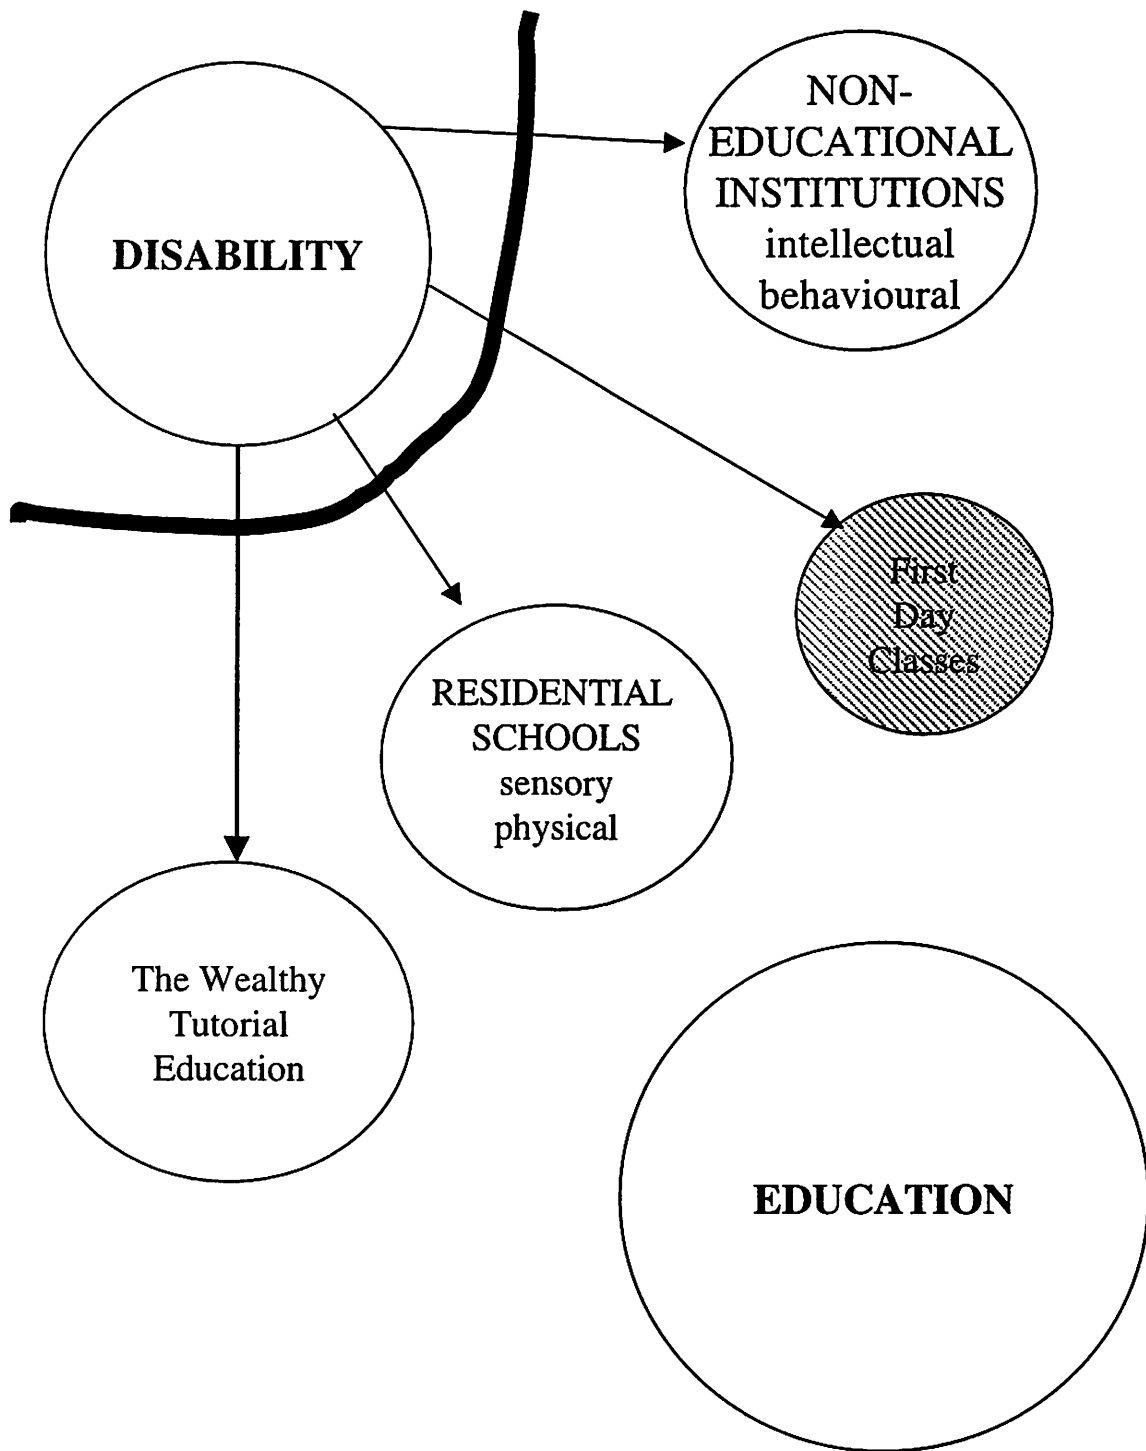 DISABILITY
NON-
EDUCATIONAL
INSTITUTIONS
intellectual
behavioural
First
Day
Classes
RESIDENTIAL
SCHOOLS
sensory
physical
The Wealthy
Tutorial
Education
EDUCATION